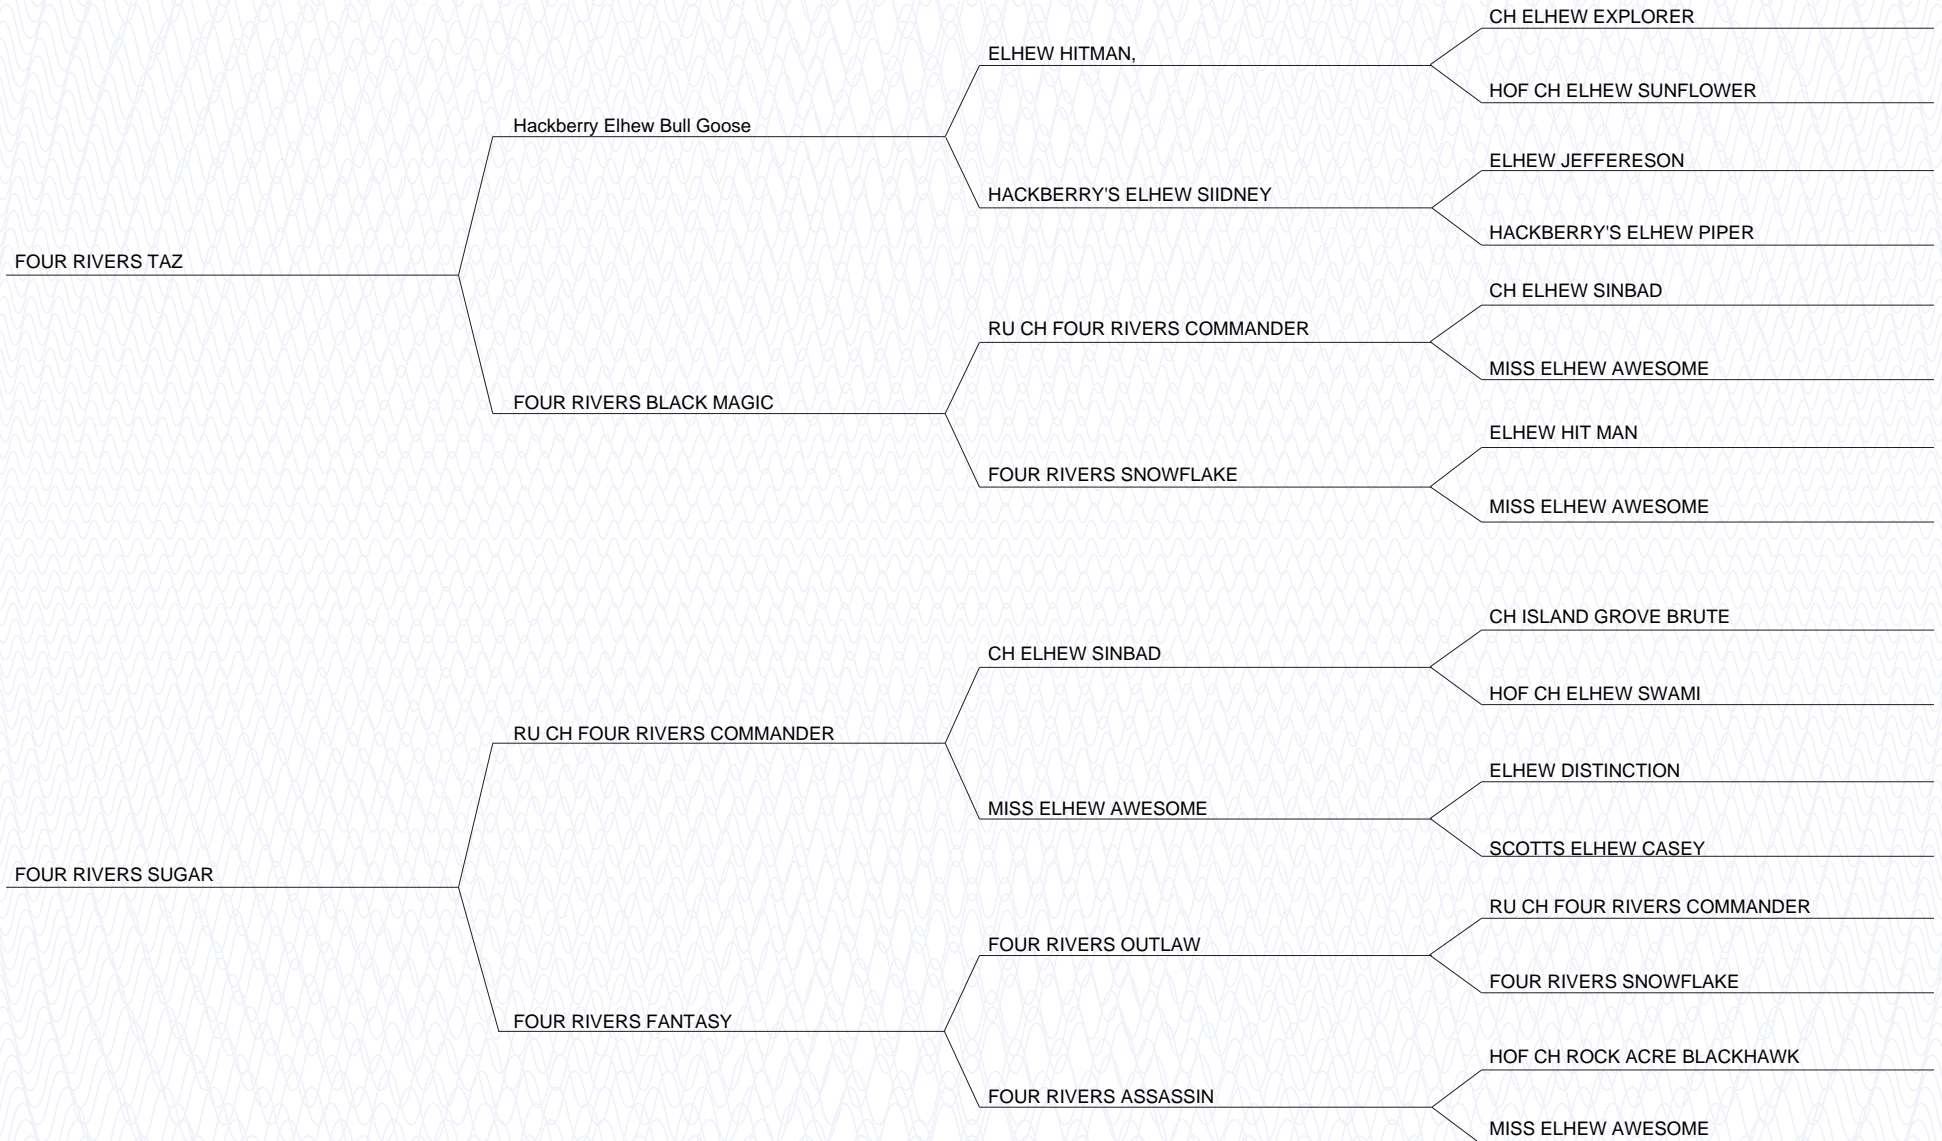 CH ELHEW EXPLORER
ELHEW HITMAN,
HOF CH ELHEW SUNFLOWER
Hackberry Elhew Bull Goose
ELHEW JEFFERESON
HACKBERRY'S ELHEW SIIDNEY
HACKBERRY'S ELHEW PIPER
FOUR RIVERS TAZ
CH ELHEW SINBAD
RU CH FOUR RIVERS COMMANDER
MISS ELHEW AWESOME
FOUR RIVERS BLACK MAGIC
ELHEW HIT MAN
FOUR RIVERS SNOWFLAKE
MISS ELHEW AWESOME
CH ISLAND GROVE BRUTE
CH ELHEW SINBAD
HOF CH ELHEW SWAMI
RU CH FOUR RIVERS COMMANDER
ELHEW DISTINCTION
MISS ELHEW AWESOME
SCOTTS ELHEW CASEY
FOUR RIVERS SUGAR
RU CH FOUR RIVERS COMMANDER
FOUR RIVERS OUTLAW
FOUR RIVERS SNOWFLAKE
FOUR RIVERS FANTASY
HOF CH ROCK ACRE BLACKHAWK
FOUR RIVERS ASSASSIN
MISS ELHEW AWESOME